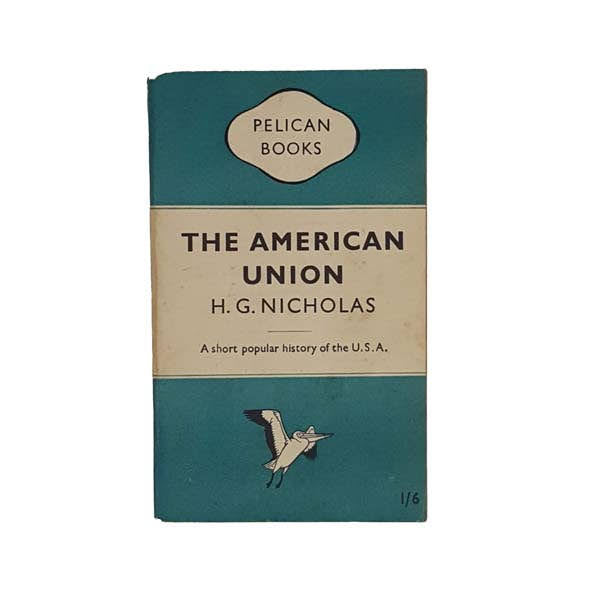 PELICAN
BOOKS
THE AMERICAN
UNION
H. G. NICHOLAS
A short popular history of the U.S.A.
1/6